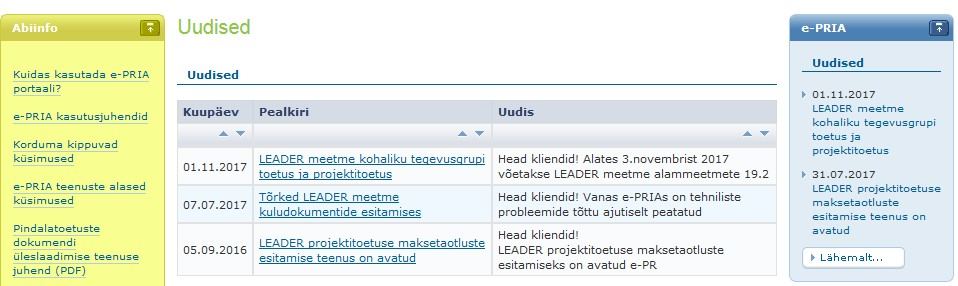 Abiinfo
Kuidas kasutada e-PRIA
portaali?
e-PRIA kasutusjuhendid
Korduma kippuvad
küsimused
e-PRIA teenuste alased
küsimused
Pindalatoetuste
dokumendi
üleslaadimise teenuse
juhend (PDF)
Uudised
Uudised
Kuupäev Pealkiri Uudis
01.11.2017 LEADER meetme kohaliku tegevusgrupi
toetus ja projektitoetus
Head kliendid! Alates 3.novembrist 2017
võetakse LEADER meetme alammeetmete 19.2
07.07.2017 Tõrked LEADER meetme
kuludokumentide esitamises
Head kliendid! Vanas e-PRIAs on tehniliste
probleemide tõttu ajutiselt peatatud
05.09.2016 LEADER projektitoetuse maksetaotluste
esitamise teenus on avatud
Head kliendid!
LEADER projektitoetuse maksetaotluste
esitamiseks on avatud e-PR
e-PRIA
Uudised
01.11.2017
LEADER meetme
kohaliku tegevusgrupi
toetus ja
projektitoetus
31.07.2017
LEADER projektitoetuse
maksetaotluste
esitamise teenus on
avatud
Lähemalt...